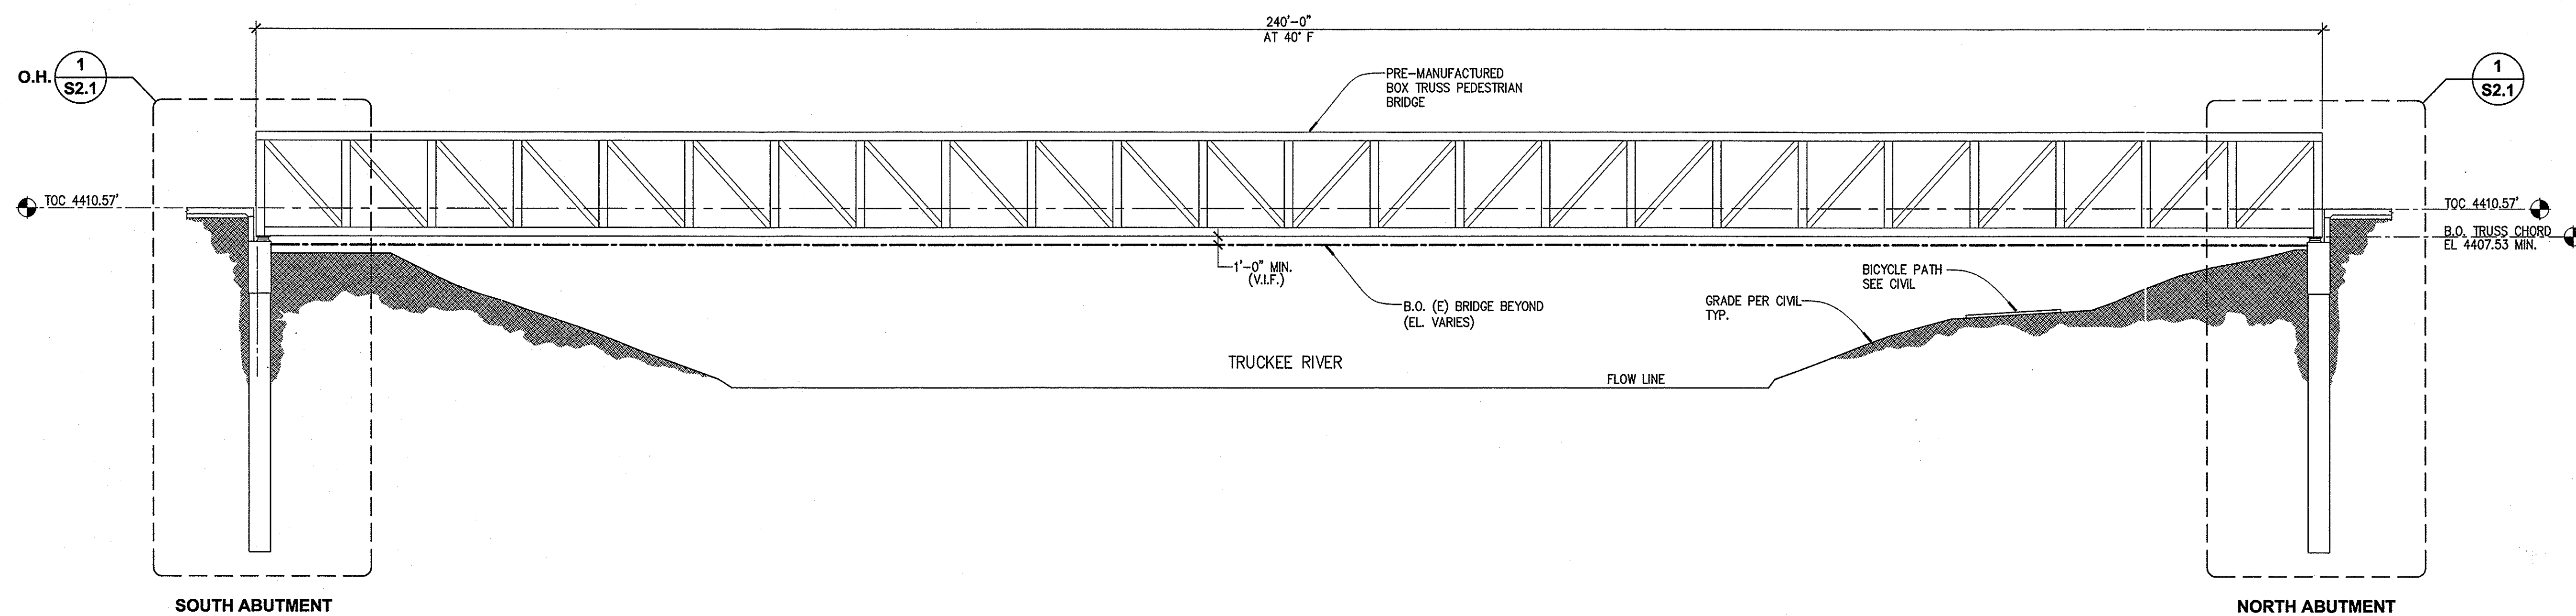 240'-0"
AT 40° F
O.H.
1
S2.1
PRE-MANUFACTURED
BOX TRUSS PEDESTRIAN
BRIDGE
1
S2.1
TOC 4410.57'
TOC 4410.57'
B.O. TRUSS CHORD
EL 4407.53 MIN.
1'-0" MIN.
(V.I.F.)
B.O. (E) BRIDGE BEYOND
(EL. VARIES)
BICYCLE PATH
SEE CIVIL
GRADE PER CIVIL
TYP.
TRUCKEE RIVER
FLOW LINE
SOUTH ABUTMENT
NORTH ABUTMENT